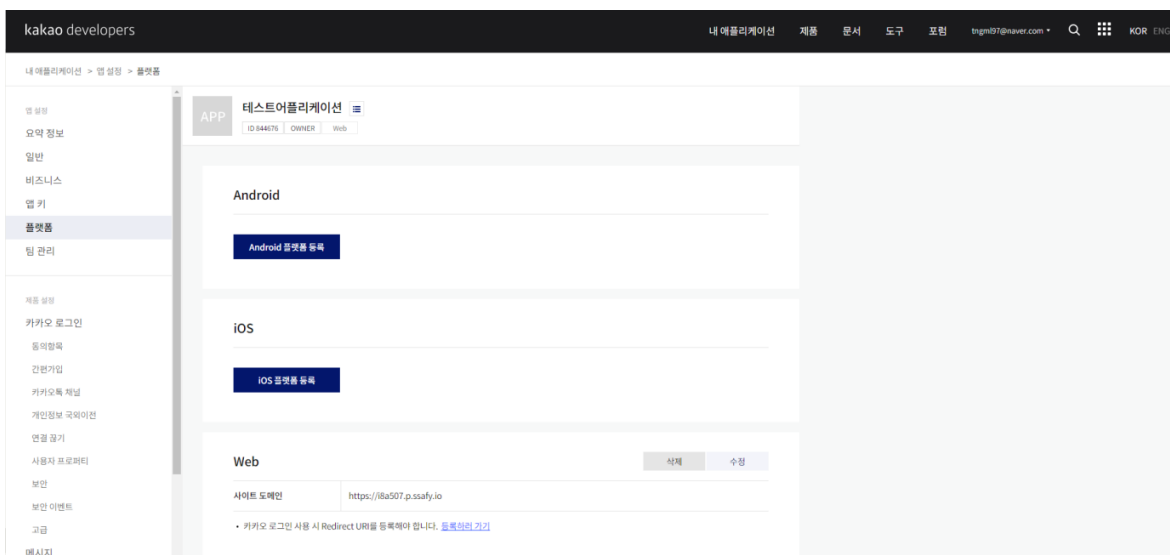 kakao developers
내 애플리케이션 제품 문서 도구 포럼 tngml97@naver.com KOR ENG
내 애플리케이션 > 앱 설정 > 플랫폼
앱 설정
요약 정보
일반
비즈니스
앱 키
플랫폼
팀 관리
제품 설정
카카오 로그인
동의항목
간편가입
카카오톡 채널
개인정보 국외이전
연결 끊기
사용자 프로퍼티
보안
보안 이벤트
고급
메시지
APP
테스트어플리케이션
ID 844676 OWNER Web
Android
Android 플랫폼 등록
iOS
iOS 플랫폼 등록
Web
삭제 수정
사이트 도메인 https://i8a507.p.ssafy.io
• 카카오 로그인 사용 시 Redirect URI를 등록해야 합니다. 등록하러 가기